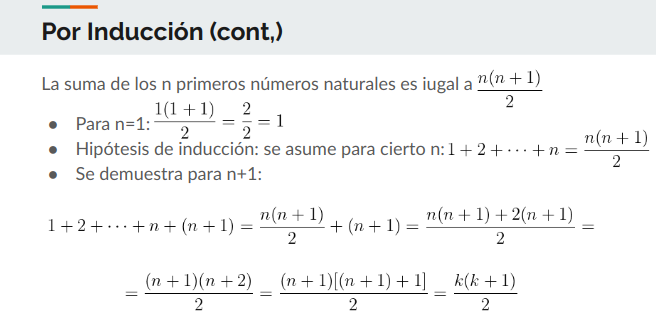 Por Inducción (cont,)
La suma de los n primeros números naturales es iugal a \frac{n(n+1)}{2}
● Para n=1: \frac{1(1+1)}{2} = \frac{2}{2} = 1
● Hipótesis de inducción: se asume para cierto n: 1 + 2 + ··· + n = \frac{n(n+1)}{2}
● Se demuestra para n+1:
1 + 2 + ··· + n + (n + 1) = \frac{n(n+1)}{2} + (n + 1) = \frac{n(n+1)+2(n+1)}{2} =
= \frac{(n+1)(n+2)}{2} = \frac{(n+1)[(n+1)+1]}{2} = \frac{k(k+1)}{2}